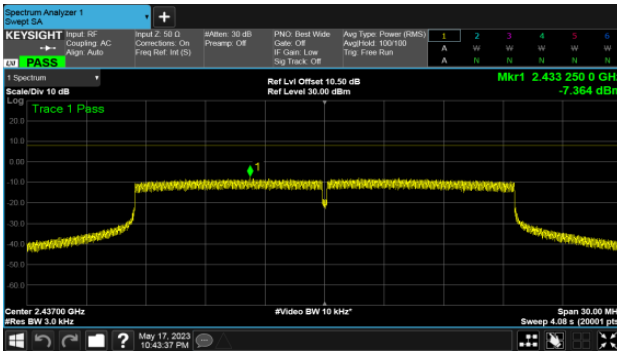 Spectrum Analyzer 1
Swept SA
+
KEYSIGHT Input: RF Input Z: 50 Ω #Atten: 30 dB PNO: Best Wide Avg Type: Power (RMS) 1 2 3 4 5 6
Coupling: AC Corrections: On Preamp: Off Gate: Off Avg|Hold: 100/100 A W W W W W
Align: Auto Freq Ref: Int (S) IF Gain: Low Trig: Free Run
Sig Track: Off A N N N N N
LXI PASS
1 Spectrum Ref Lvl Offset 10.50 dB Mkr1 2.433 250 0 GHz
Scale/Div 10 dB Ref Level 30.00 dBm -7.364 dBm
Log
Trace 1 Pass
20.0
10.0
0.00
1
-10.0
-20.0
-30.0
-40.0
-50.0
-60.0
Center 2.43700 GHz #Video BW 10 kHz* Span 30.00 MHz
#Res BW 3.0 kHz Sweep 4.08 s (20001 pts)
? May 17, 2023
10:43:37 PM